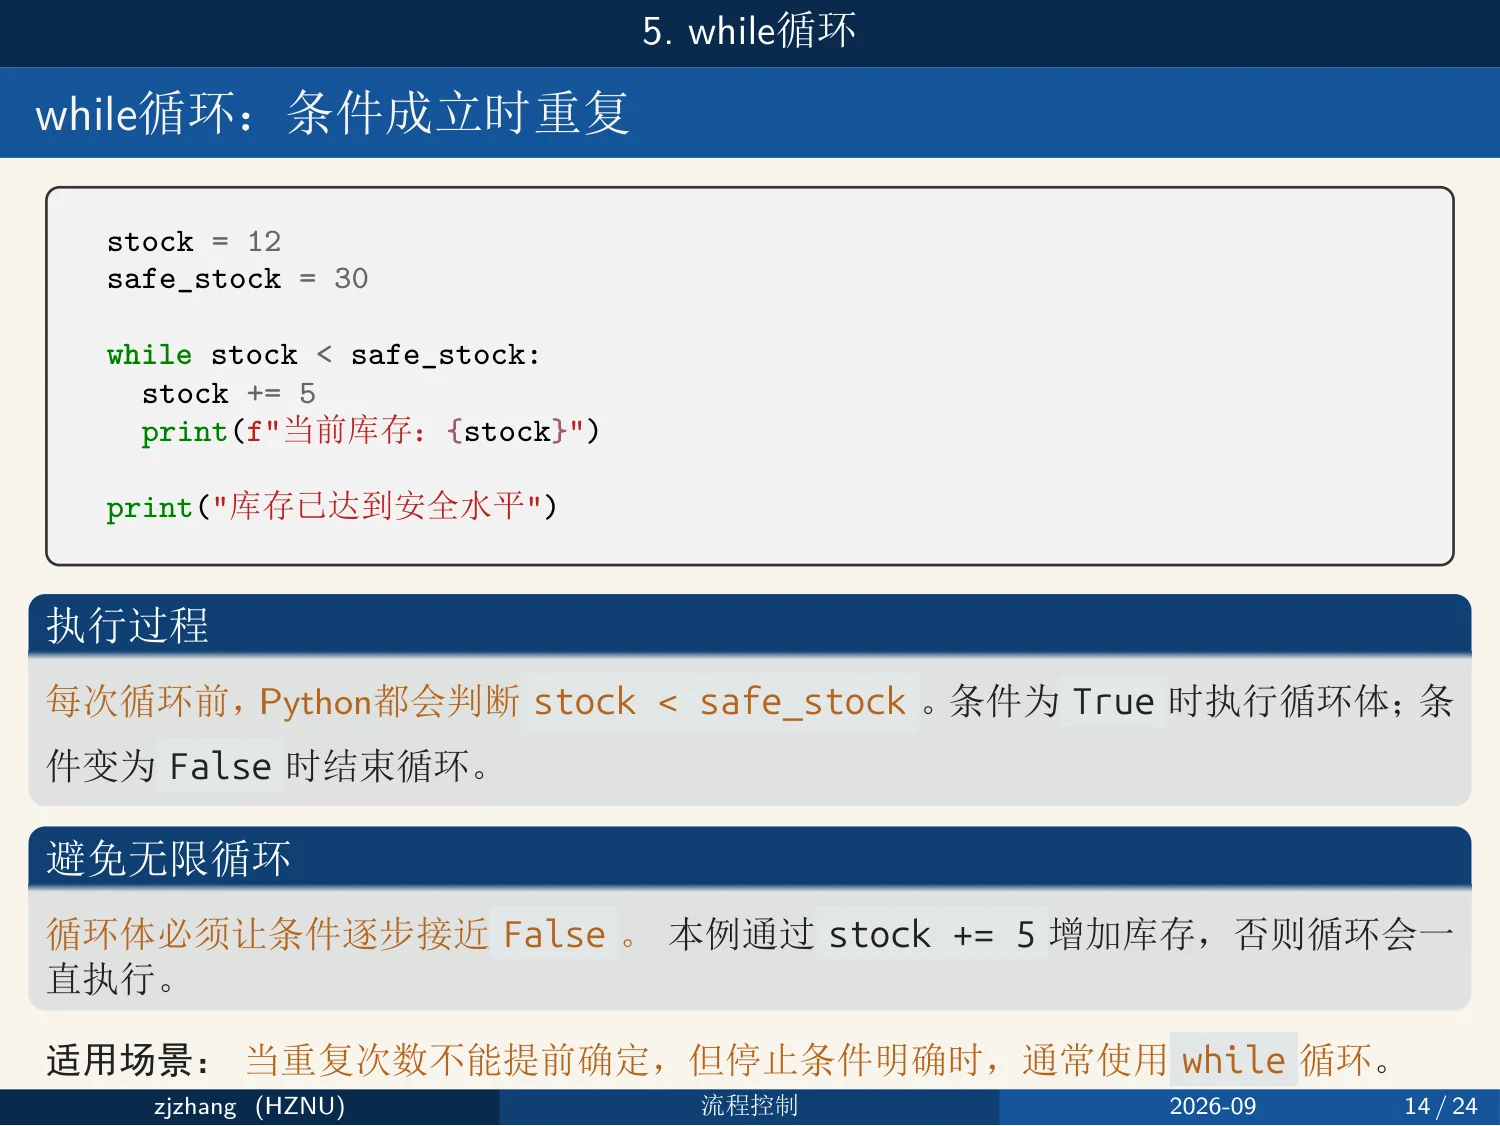 5. while循环
while循环：条件成立时重复
stock = 12
safe_stock = 30
while stock < safe_stock:
  stock += 5
  print(f"当前库存：{stock}")
print("库存已达到安全水平")
执行过程
每次循环前，Python都会判断 stock < safe_stock 。条件为 True 时执行循环体；条
件变为 False 时结束循环。
避免无限循环
循环体必须让条件逐步接近 False 。 本例通过 stock += 5 增加库存，否则循环会一
直执行。
适用场景： 当重复次数不能提前确定，但停止条件明确时，通常使用 while 循环。
zjzhang (HZNU) 流程控制 2026-09 14 / 24